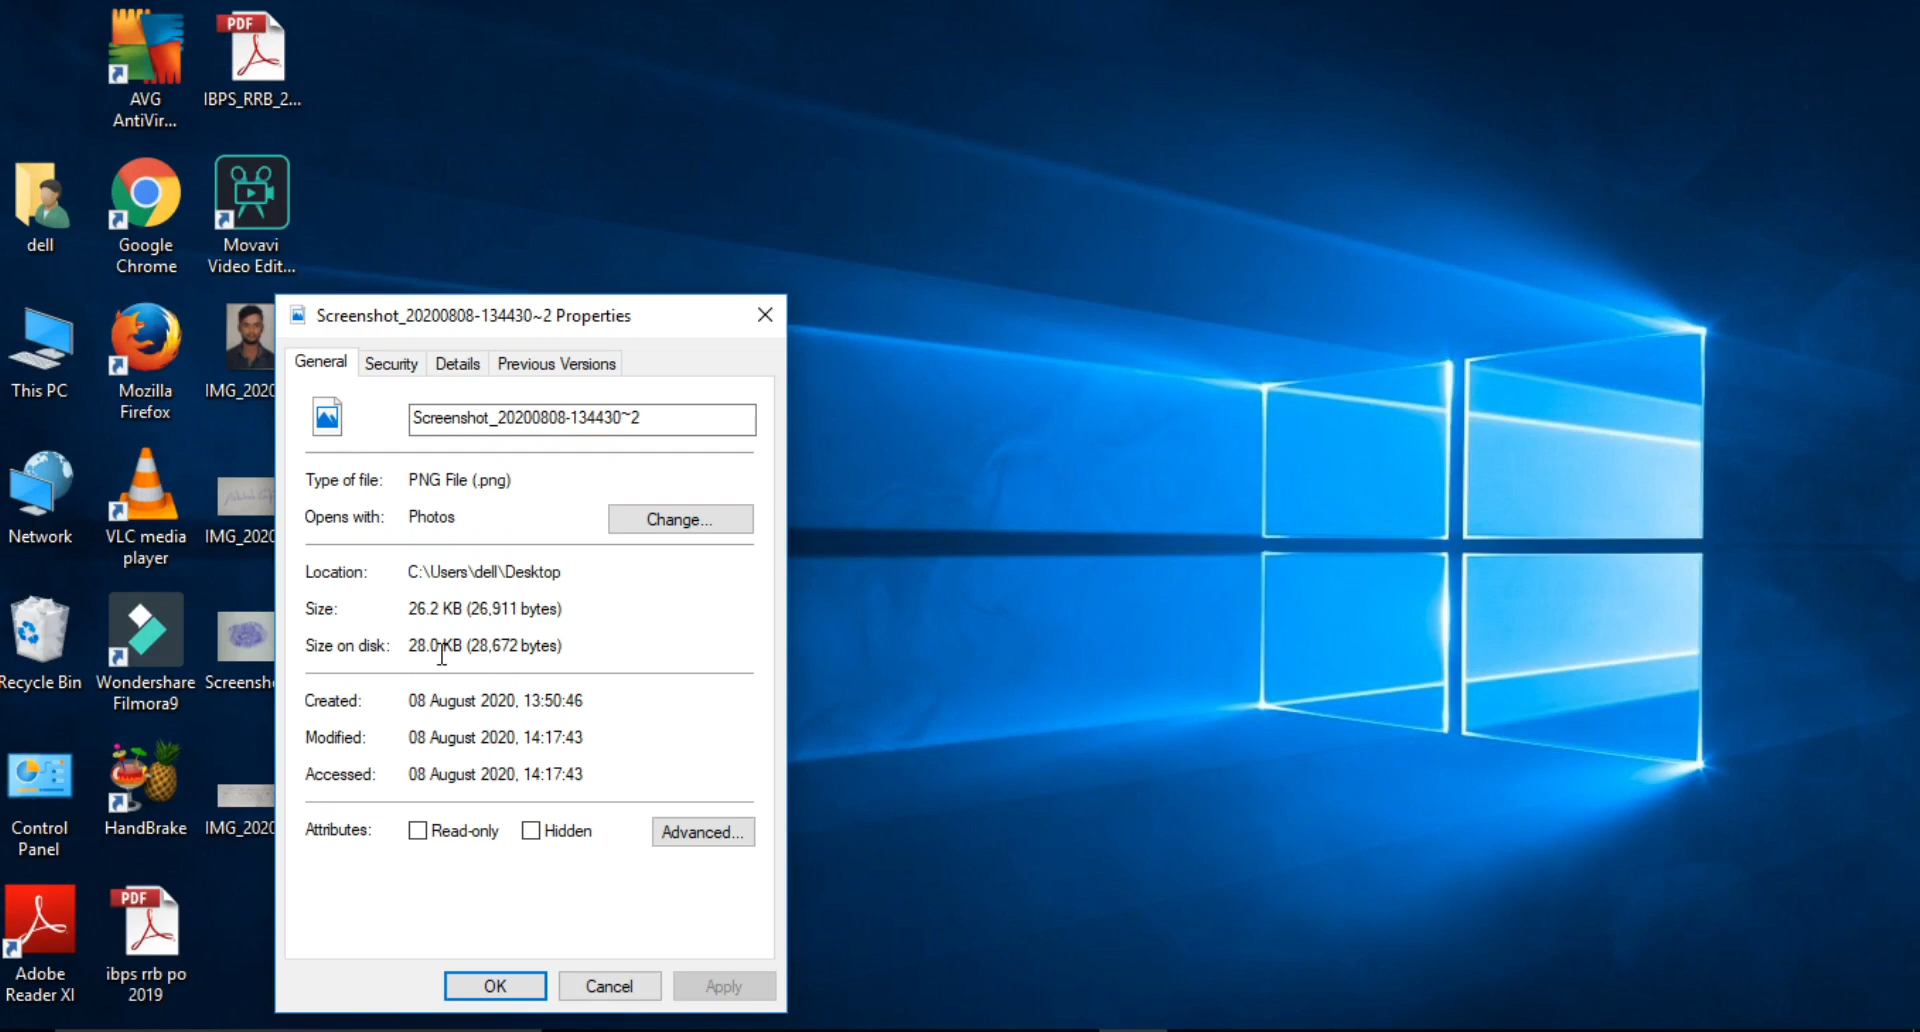 AVG
AntiVir...
PDF
IBPS_RRB_2...
dell
Google
Chrome
Movavi
Video Edit...
This PC
Mozilla
Firefox
IMG_2020
Network
VLC media
player
IMG_2020
Recycle Bin
Wondershare
Filmora9
Screensh
Control
Panel
HandBrake
IMG_2020
Adobe
Reader XI
PDF
ibps rrb po
2019
Screenshot_20200808-134430~2 Properties
General Security Details Previous Versions
Screenshot_20200808-134430~2
Type of file: PNG File (.png)
Opens with: Photos Change...
Location: C:\Users\dell\Desktop
Size: 26.2 KB (26,911 bytes)
Size on disk: 28.0 KB (28,672 bytes)
Created: 08 August 2020, 13:50:46
Modified: 08 August 2020, 14:17:43
Accessed: 08 August 2020, 14:17:43
Attributes: Read-only Hidden Advanced...
OK Cancel Apply